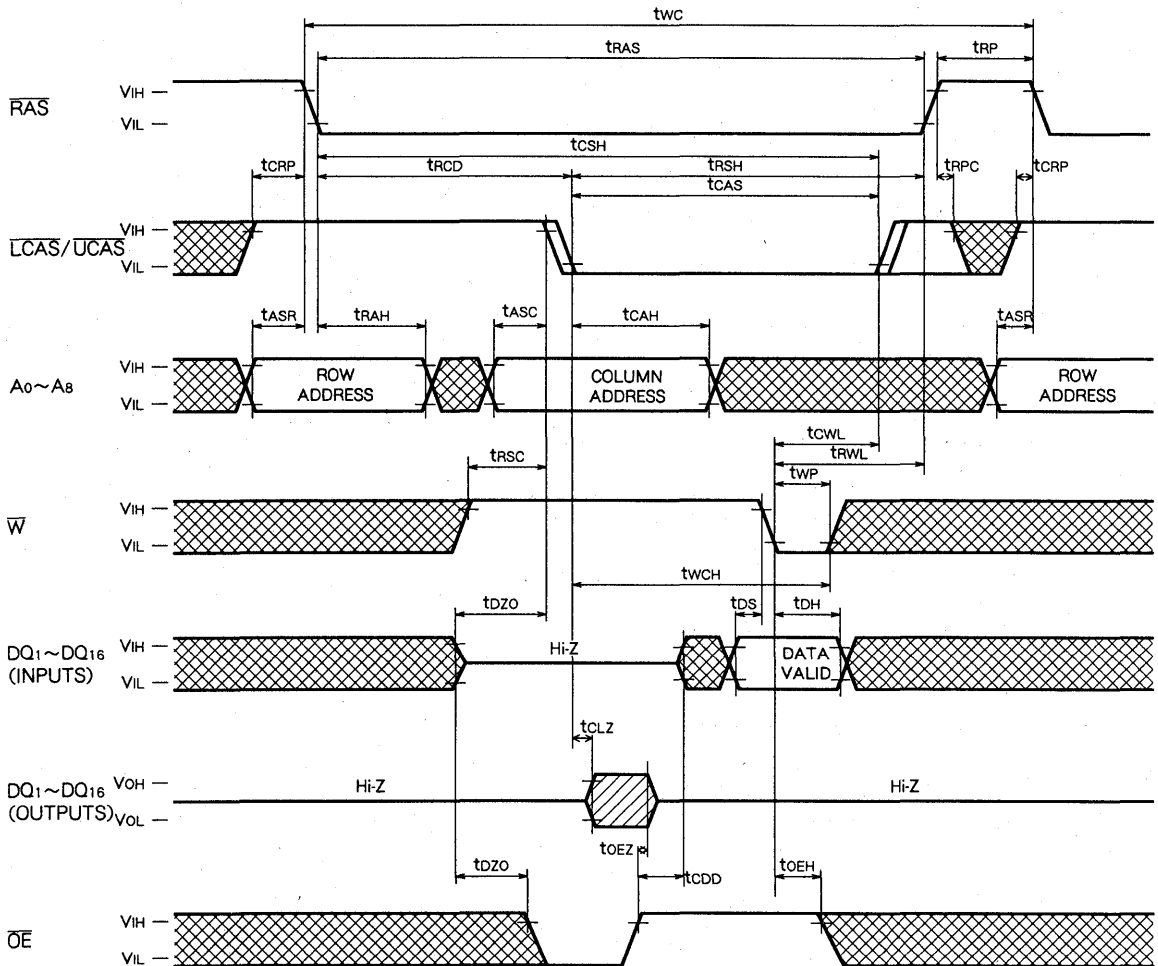 tWC
tRAS
tRP
RAS
VIH
VIL
tCSH
tCRP
tRCD
tRSH
tRPC
tCRP
tCAS
LCAS/UCAS
VIH
VIL
tASR
tRAH
tASC
tCAH
tASR
A0~A8
VIH
VIL
ROW
ADDRESS
COLUMN
ADDRESS
ROW
ADDRESS
tCWL
tRWL
tRSC
tWP
W
VIH
VIL
tWCH
tDZO
tDS
tDH
DQ1~DQ16
(INPUTS)
VIH
VIL
Hi-Z
DATA
VALID
tCLZ
DQ1~DQ16
(OUTPUTS)
VOH
VOL
Hi-Z
Hi-Z
tOEZ
tDZO
tCDD
tOEH
OE
VIH
VIL